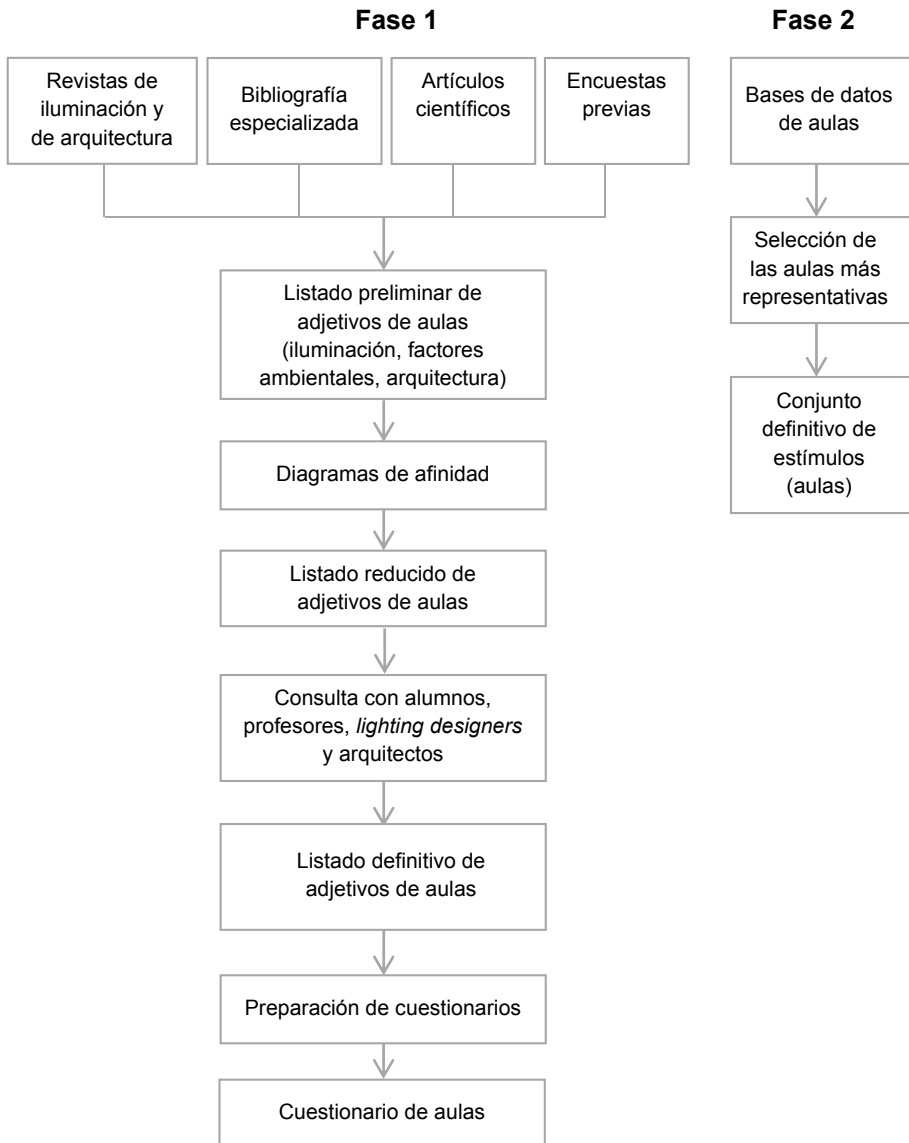 Fase 1
Revistas de
iluminación y
de arquitectura
Bibliografía
especializada
Artículos
científicos
Encuestas
previas
Listado preliminar de
adjetivos de aulas
(iluminación, factores
ambientales, arquitectura)
Diagramas de afinidad
Listado reducido de
adjetivos de aulas
Consulta con alumnos,
profesores, lighting designers
y arquitectos
Listado definitivo de
adjetivos de aulas
Preparación de cuestionarios
Cuestionario de aulas
Fase 2
Bases de datos
de aulas
Selección de
las aulas más
representativas
Conjunto
definitivo de
estímulos
(aulas)